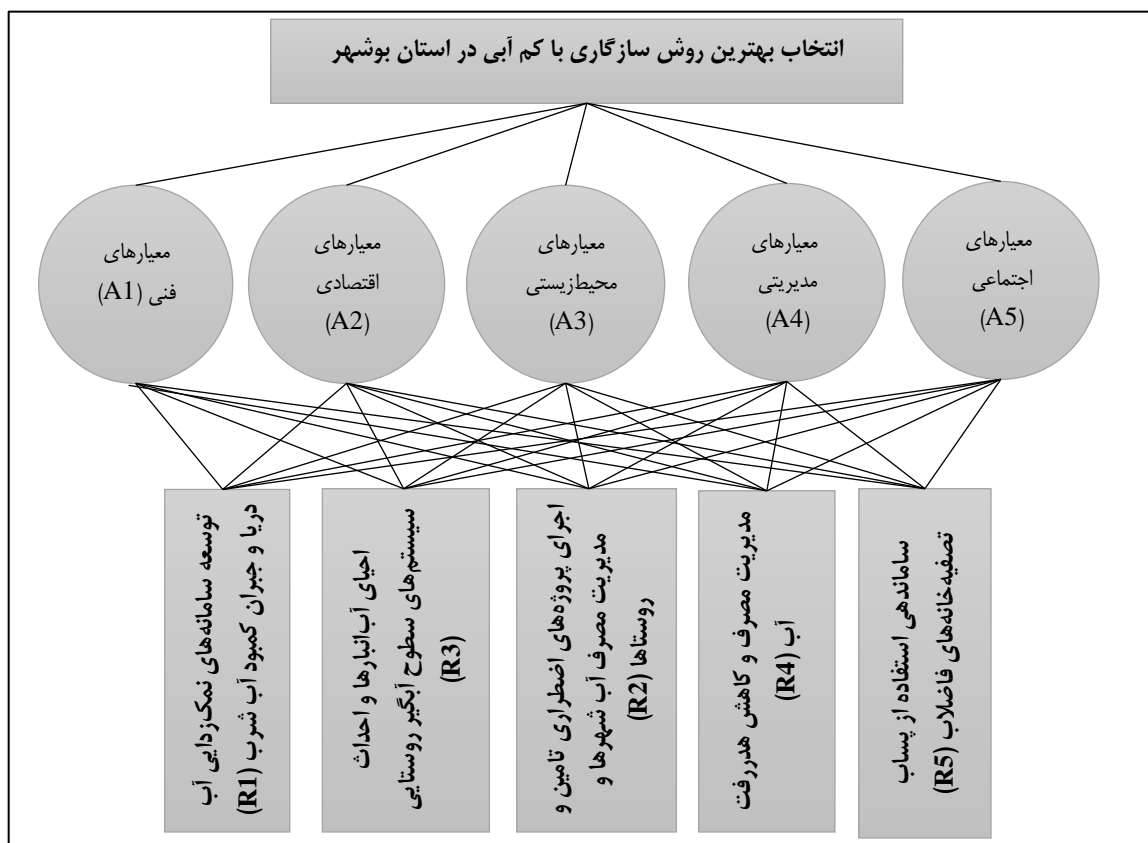 انتخاب بهترین روش سازگاری با کم آبی در استان بوشهر
معیارهای
فنی (A1)
معیارهای
اقتصادی
(A2)
معیارهای
محیط‌زیستی
(A3)
معیارهای
مدیریتی
(A4)
معیارهای
اجتماعی
(A5)
توسعه سامانه‌های نمک‌زدایی آب
دریا و جبران کمبود آب شرب (R1)
احیای آب‌انبارها و احداث
سیستم‌های سطوح آبگیر روستایی
(R3)
اجرای پروژه‌های اضطراری تامین و
مدیریت مصرف آب شهرها و
روستاها (R2)
مدیریت مصرف و کاهش هدررفت
آب (R4)
ساماندهی استفاده از پساب
تصفیه‌خانه‌های فاضلاب (R5)